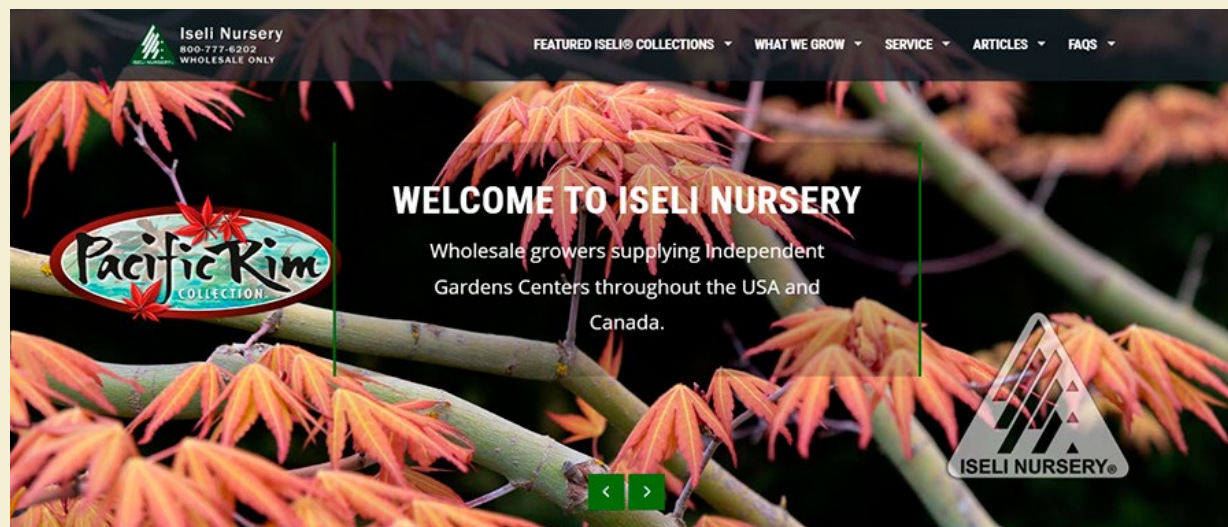 Iseli Nursery
800-777-6202
WHOLESALE ONLY
ISELI NURSERY
FEATURED ISELI® COLLECTIONS
WHAT WE GROW
SERVICE
ARTICLES
FAQS
WELCOME TO ISELI NURSERY
Wholesale growers supplying Independent
Gardens Centers throughout the USA and
Canada.
Pacific Rim
COLLECTION
ISELI NURSERY®